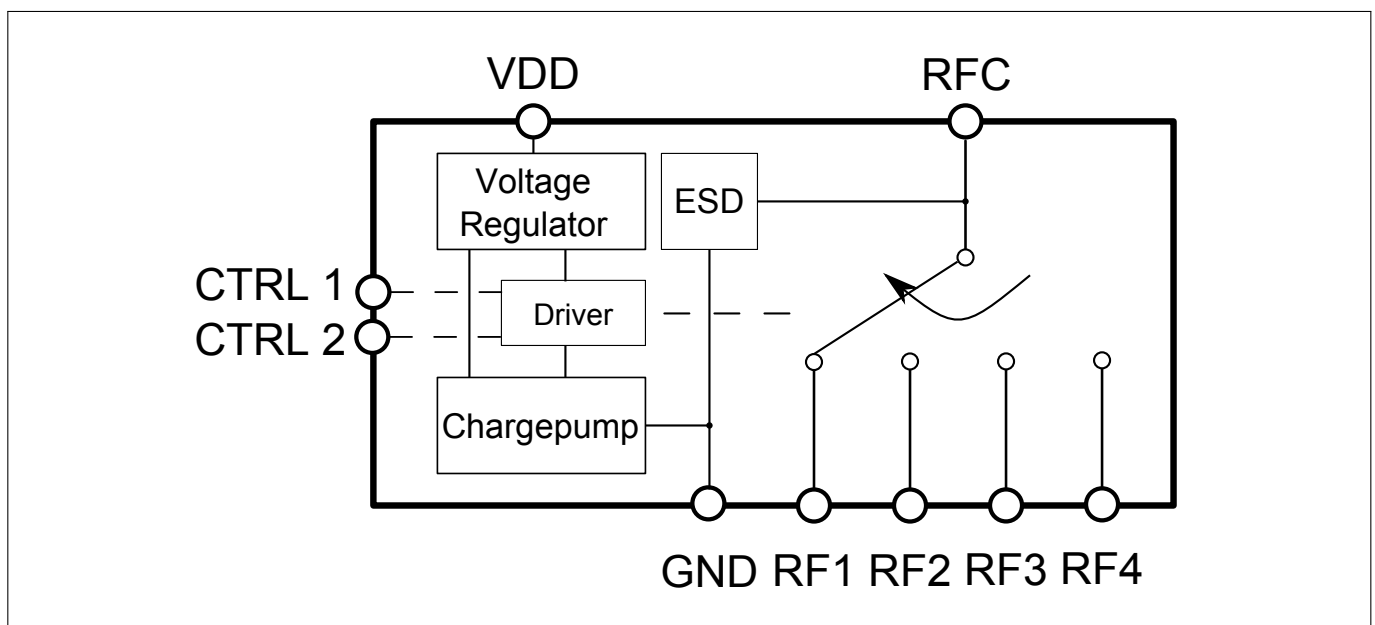 VDD
RFC
Voltage
Regulator
ESD
CTRL 1
CTRL 2
Driver
Chargepump
GND RF1 RF2 RF3 RF4